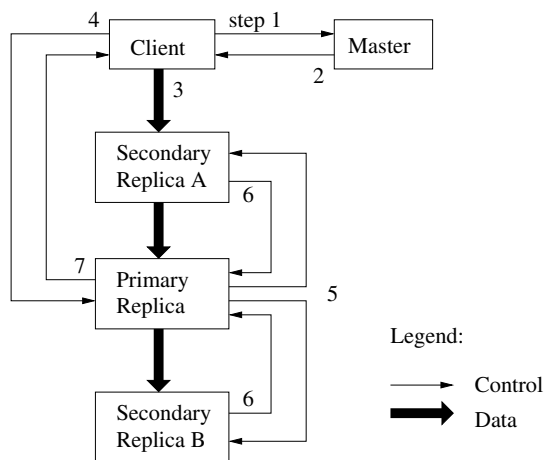 4
step 1
Client
Master
2
3
Secondary
Replica A
6
7
Primary
Replica
5
Legend:
6
Control
Secondary
Replica B
Data